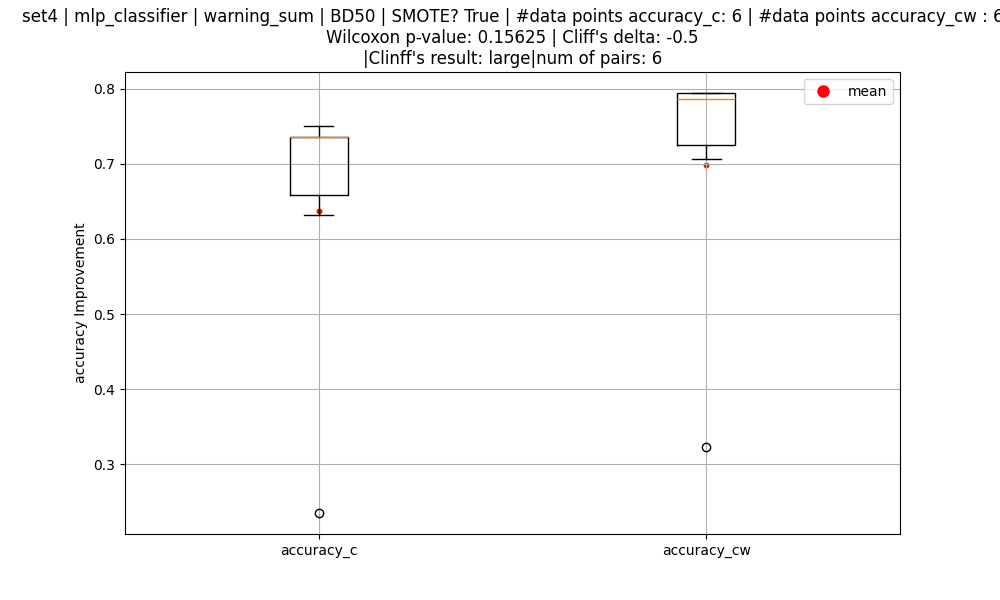 set4 | mlp_classifier | warning_sum | BD50 | SMOTE? True | #data points accuracy_c: 6 | #data points accuracy_cw : 6
Wilcoxon p-value: 0.15625 | Cliff's delta: -0.5
|Clinff's result: large|num of pairs: 6
mean
0.8
0.7
0.6
0.5
0.4
0.3
accuracy Improvement
accuracy_c
accuracy_cw